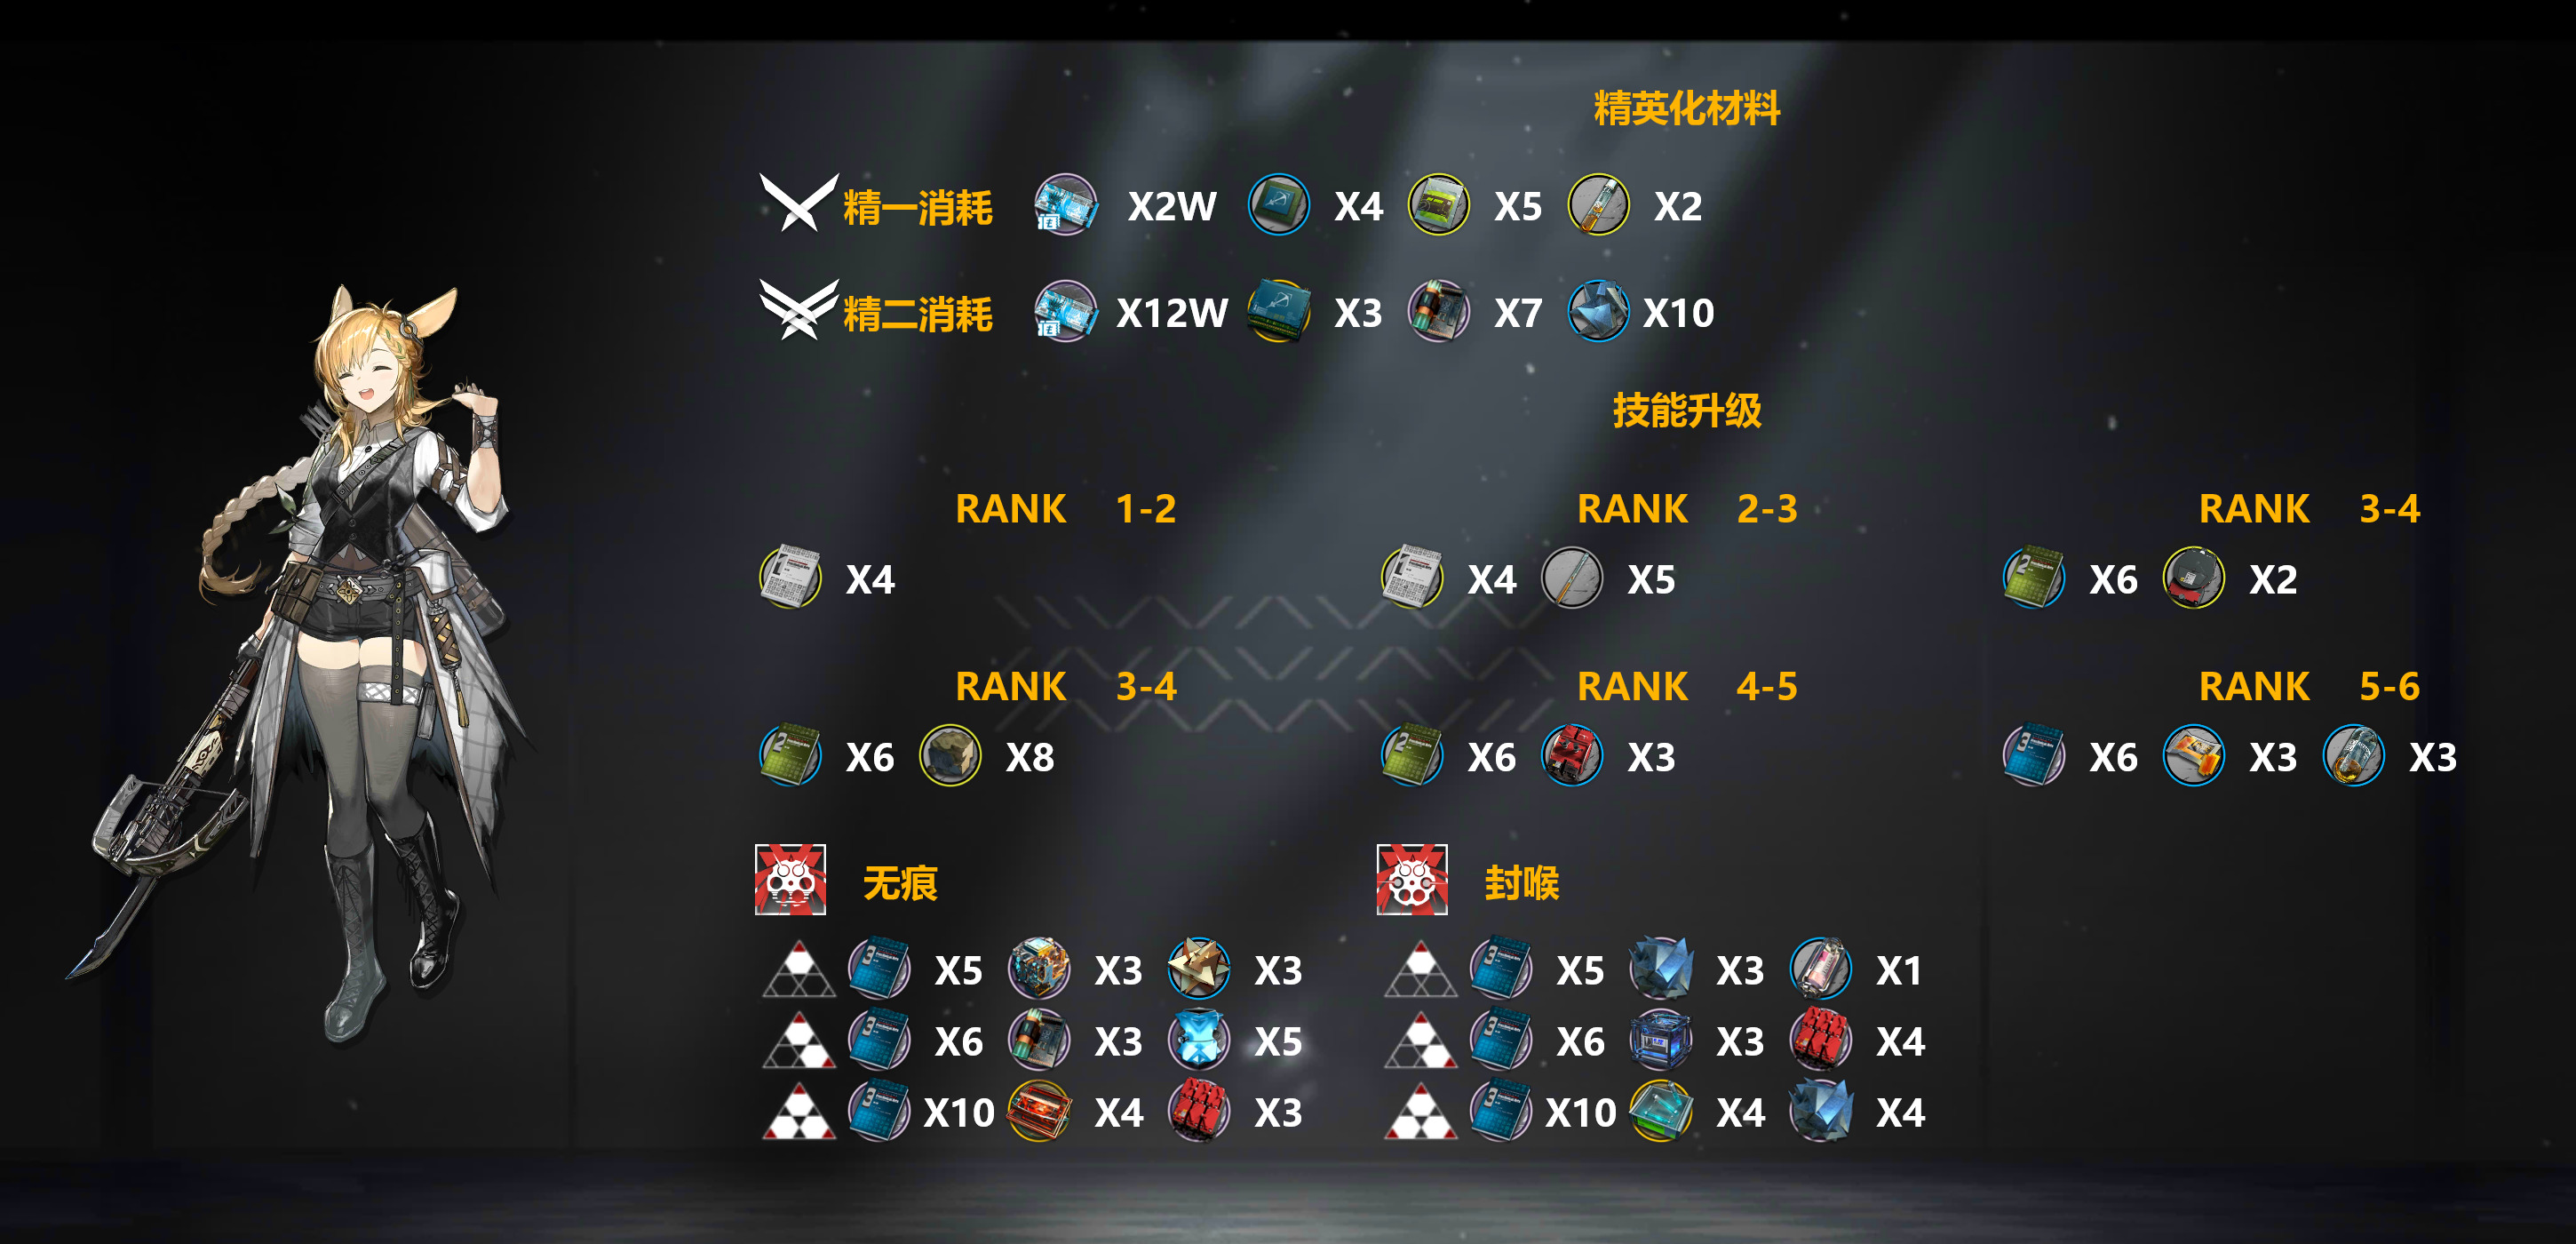 精英化材料
精一消耗 X2W X4 X5 X2
精二消耗 X12W X3 X7 X10
技能升级
RANK 1-2 RANK 2-3 RANK 3-4
X4 X4 X5 X6 X2
RANK 3-4 RANK 4-5 RANK 5-6
X6 X8 X6 X3 X6 X3 X3
无痕 封喉
X5 X3 X3 X5 X3 X1
X6 X3 X5 X6 X3 X4
X10 X4 X3 X10 X4 X4